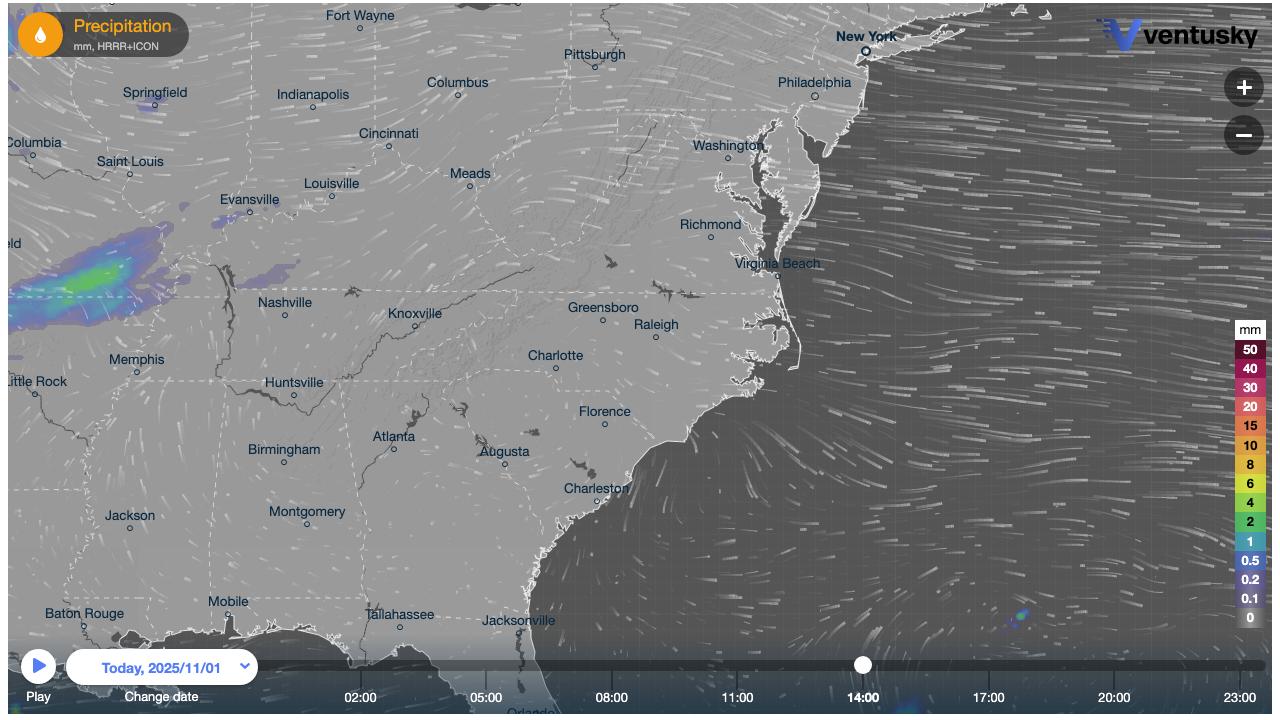 Precipitation
mm, HRRR+ICON
Fort Wayne
New York
ventusky
Pittsburgh
Columbus
Philadelphia
+
Springfield
Indianapolis
−
Cincinnati
Columbia
Washington
Saint Louis
Meads
Louisville
Evansville
Richmond
eld
Virginia Beach
Nashville
Knoxville
Greensboro
Raleigh
mm
50
Memphis
Charlotte
40
Little Rock
Huntsville
30
20
Florence
15
Atlanta
10
Birmingham
Augusta
8
6
Charleston
4
Jackson
Montgomery
2
1
0.5
0.2
Mobile
0.1
Baton Rouge
Tallahassee
Jacksonville
0
Today, 2025/11/01
Play
Change date
02:00
05:00
08:00
11:00
14:00
17:00
20:00
23:00
Orlando